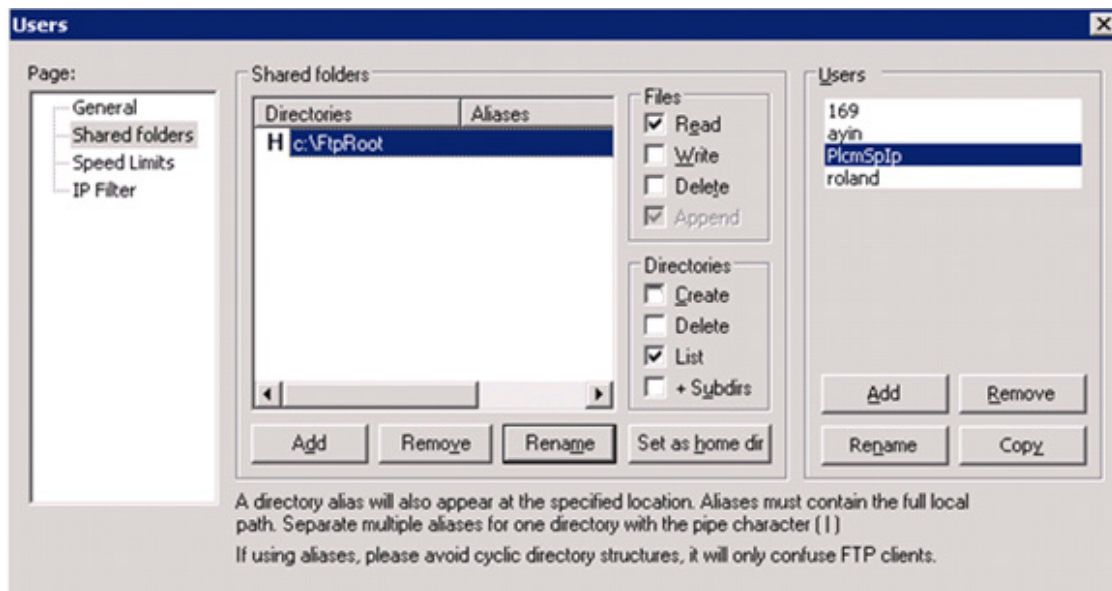 Users
Page:
General
Shared folders
Speed Limits
IP Filter
Shared folders
Directories Aliases
H c:\FtpRoot
Files
Read
Write
Delete
Append
Directories
Create
Delete
List
+ Subdirs
Add Remove Rename Set as home dir
Users
169
ayin
PlcmSpIp
roland
Add Remove
Rename Copy
A directory alias will also appear at the specified location. Aliases must contain the full local
path. Separate multiple aliases for one directory with the pipe character ( | )
If using aliases, please avoid cyclic directory structures, it will only confuse FTP clients.